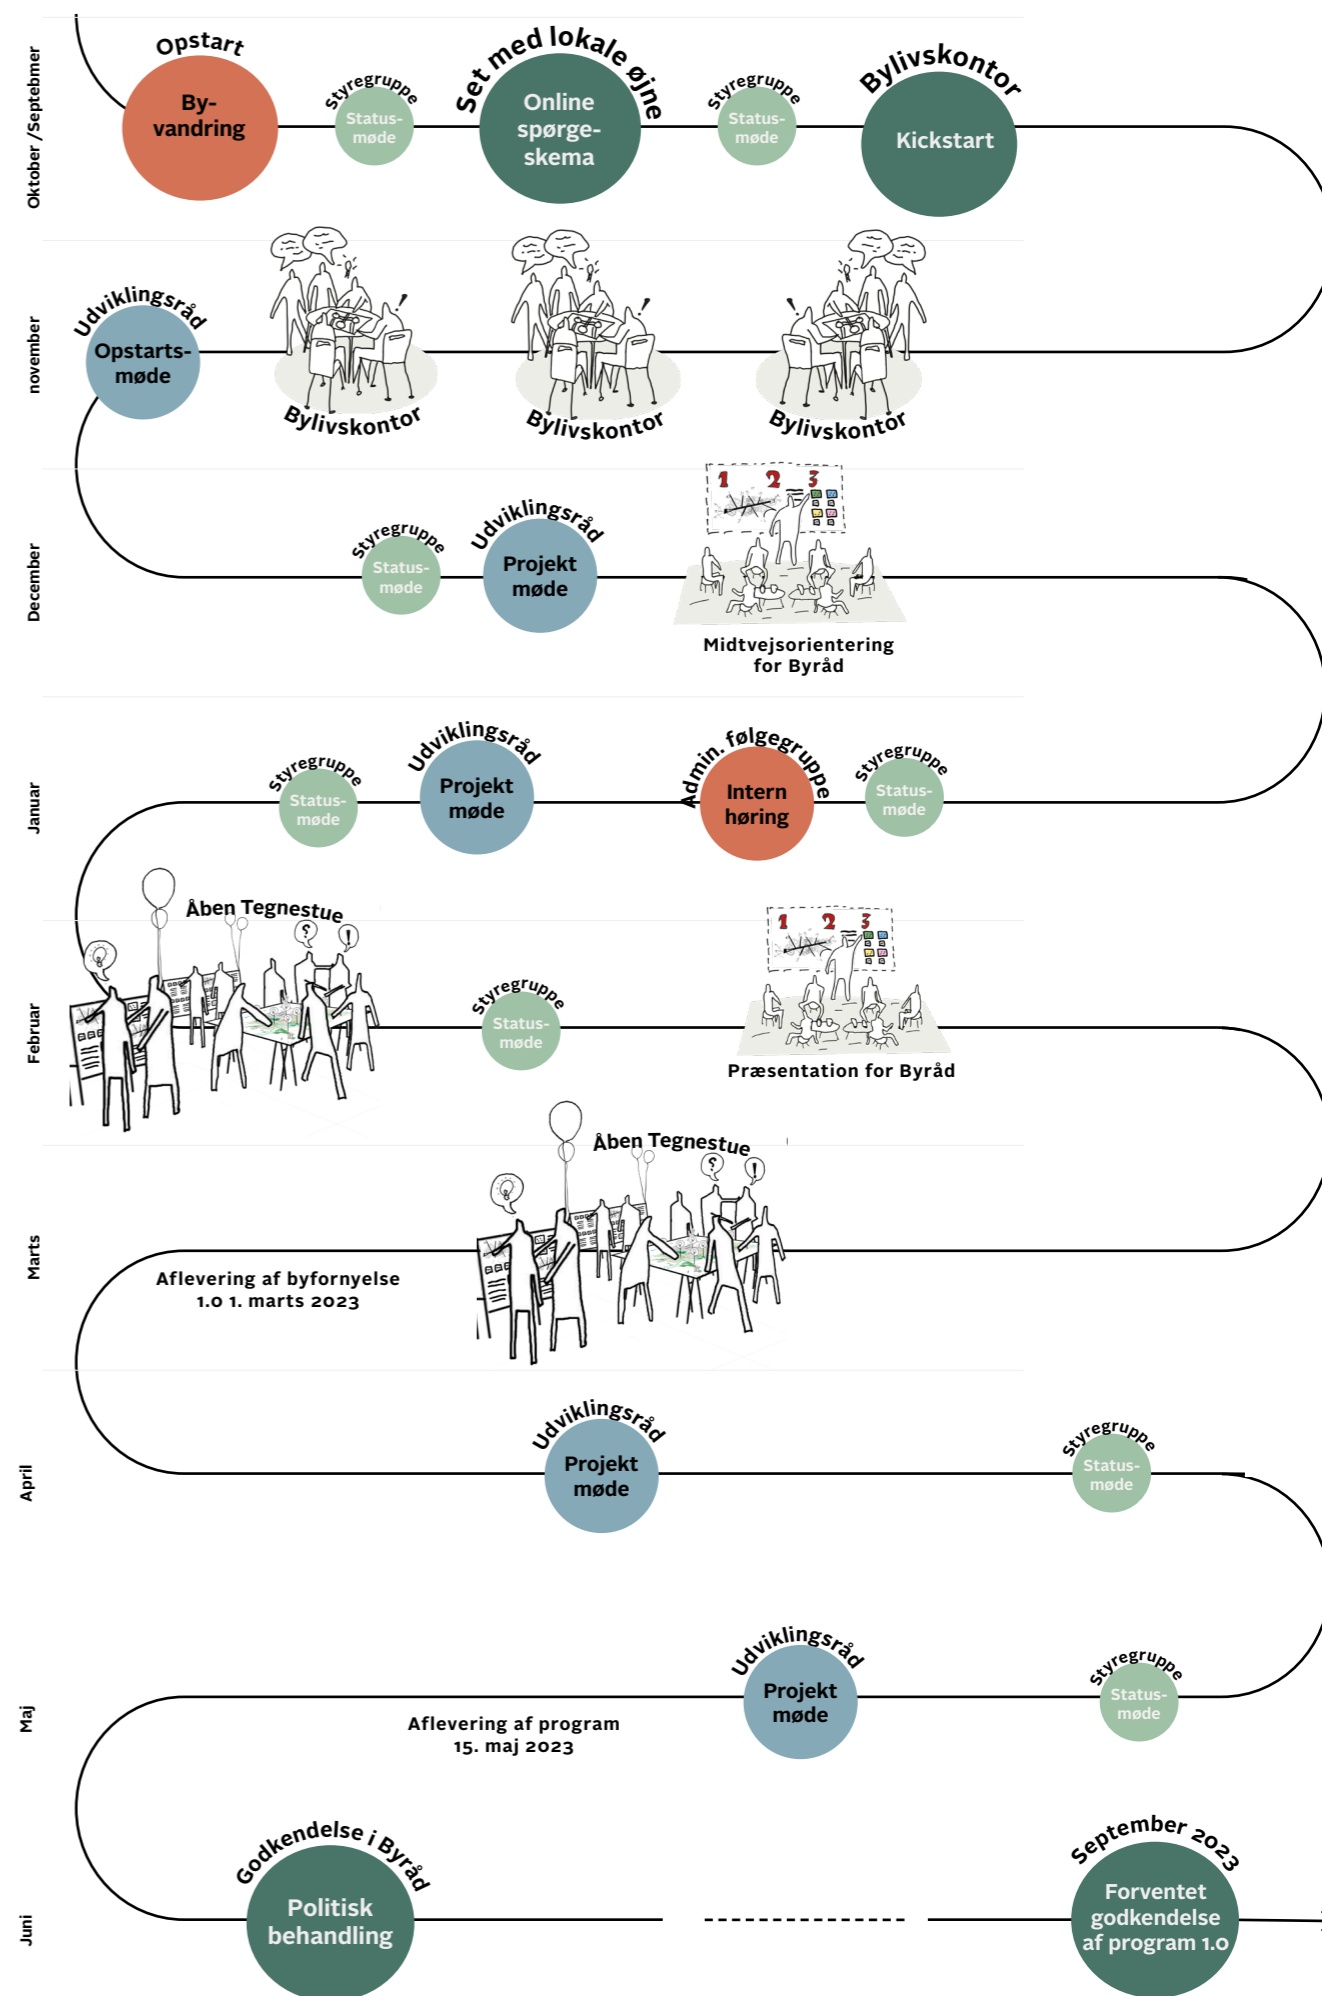 Oktober /Septebmer
Opstart
By-
vandring
Styregruppe
Status-
møde
Set med lokale øjne
Online
spørge-
skema
Styregruppe
Status-
møde
Bylivskontor
Kickstart
november
Udviklingsråd
Opstarts-
møde
Bylivskontor
Bylivskontor
Bylivskontor
December
Styregruppe
Status-
møde
Udviklingsråd
Projekt
møde
1 2 3
Midtvejsorientering
for Byråd
Januar
Styregruppe
Status-
møde
Udviklingsråd
Projekt
møde
Admin. følgegruppe
Intern
høring
Styregruppe
Status-
møde
Februar
Åben Tegnestue
? !
Styregruppe
Status-
møde
1 2 3
Præsentation for Byråd
Marts
Aflevering af byfornyelse
1.0 1. marts 2023
Åben Tegnestue
? !
April
Udviklingsråd
Projekt
møde
Styregruppe
Status-
møde
Maj
Aflevering af program
15. maj 2023
Udviklingsråd
Projekt
møde
Styregruppe
Status-
møde
Juni
Godkendelse i Byråd
Politisk
behandling
September 2023
Forventet
godkendelse
af program 1.0